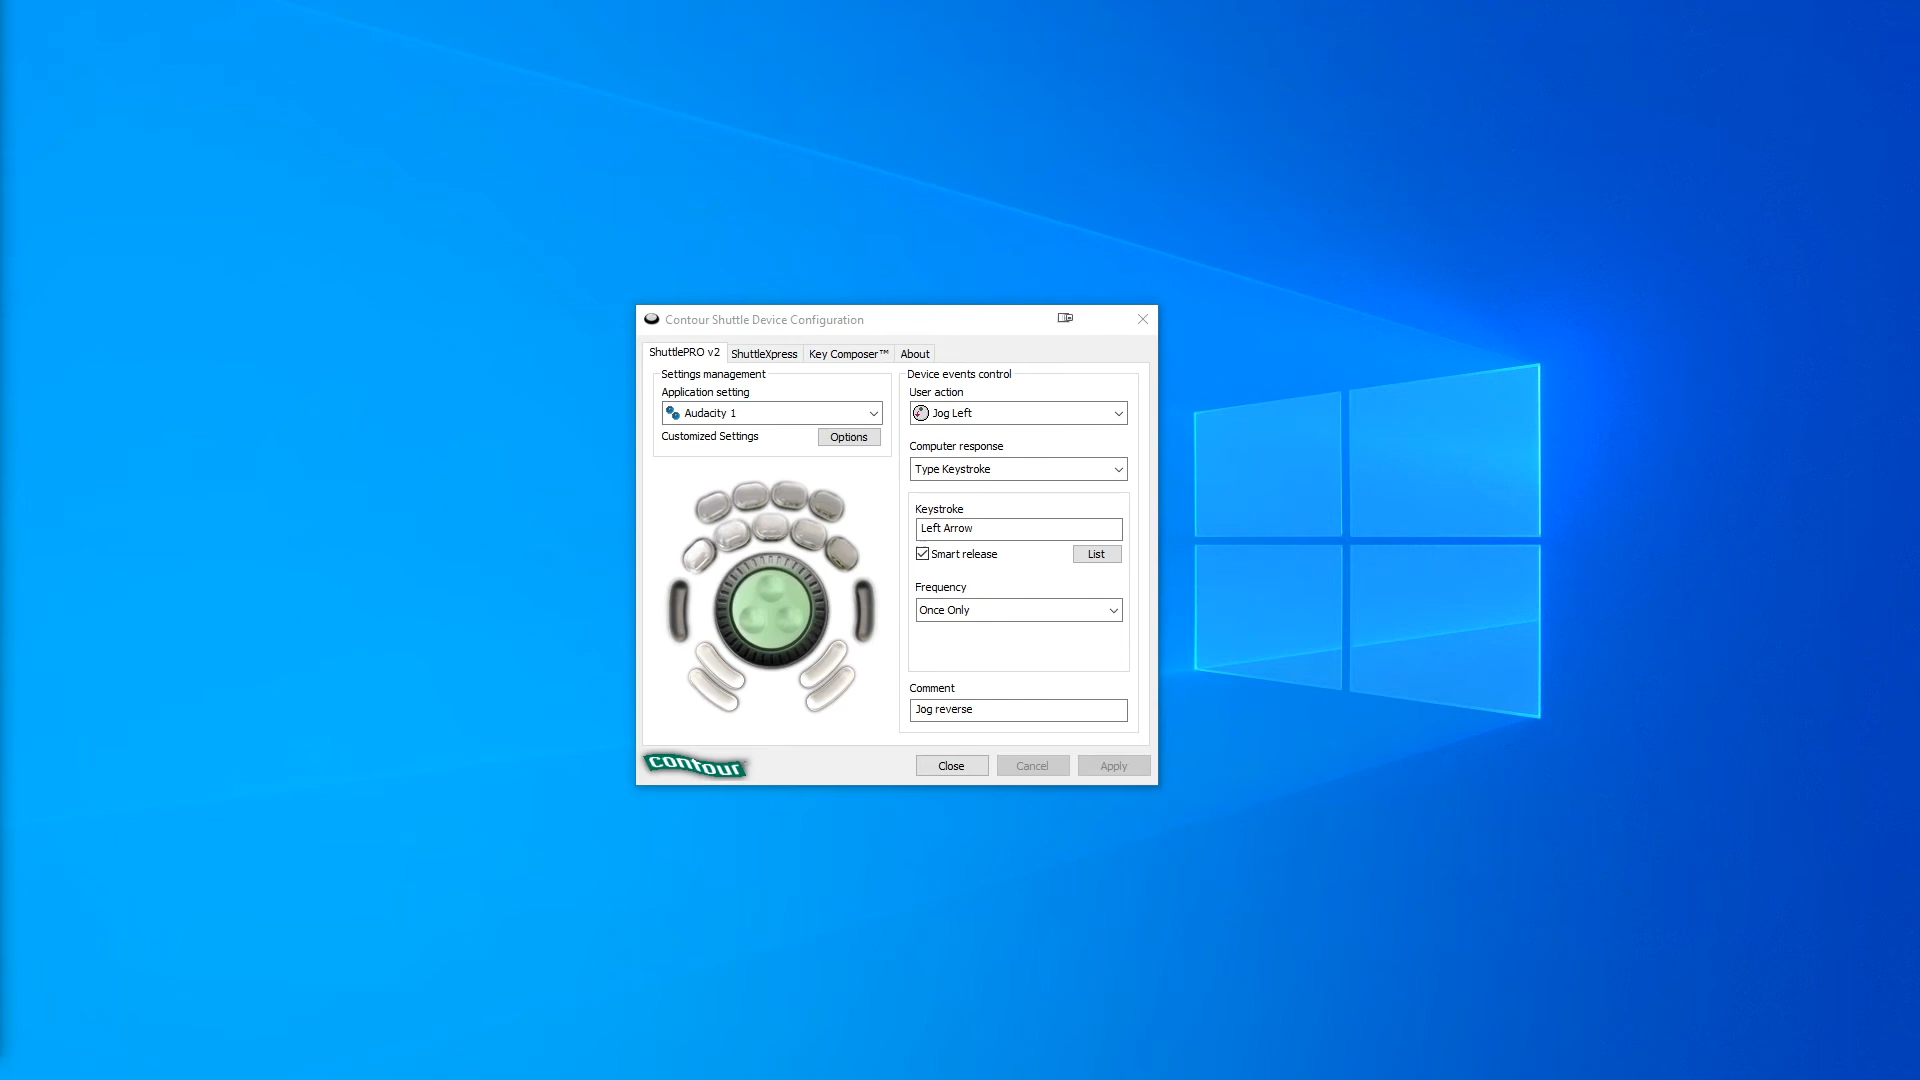 Contour Shuttle Device Configuration
ShuttlePRO v2
ShuttleXpress
Key Composer™
About
Settings management
Application setting
Audacity 1
Customized Settings
Options
Device events control
User action
Jog Left
Computer response
Type Keystroke
Keystroke
Left Arrow
Smart release
List
Frequency
Once Only
Comment
Jog reverse
contour
Close
Cancel
Apply